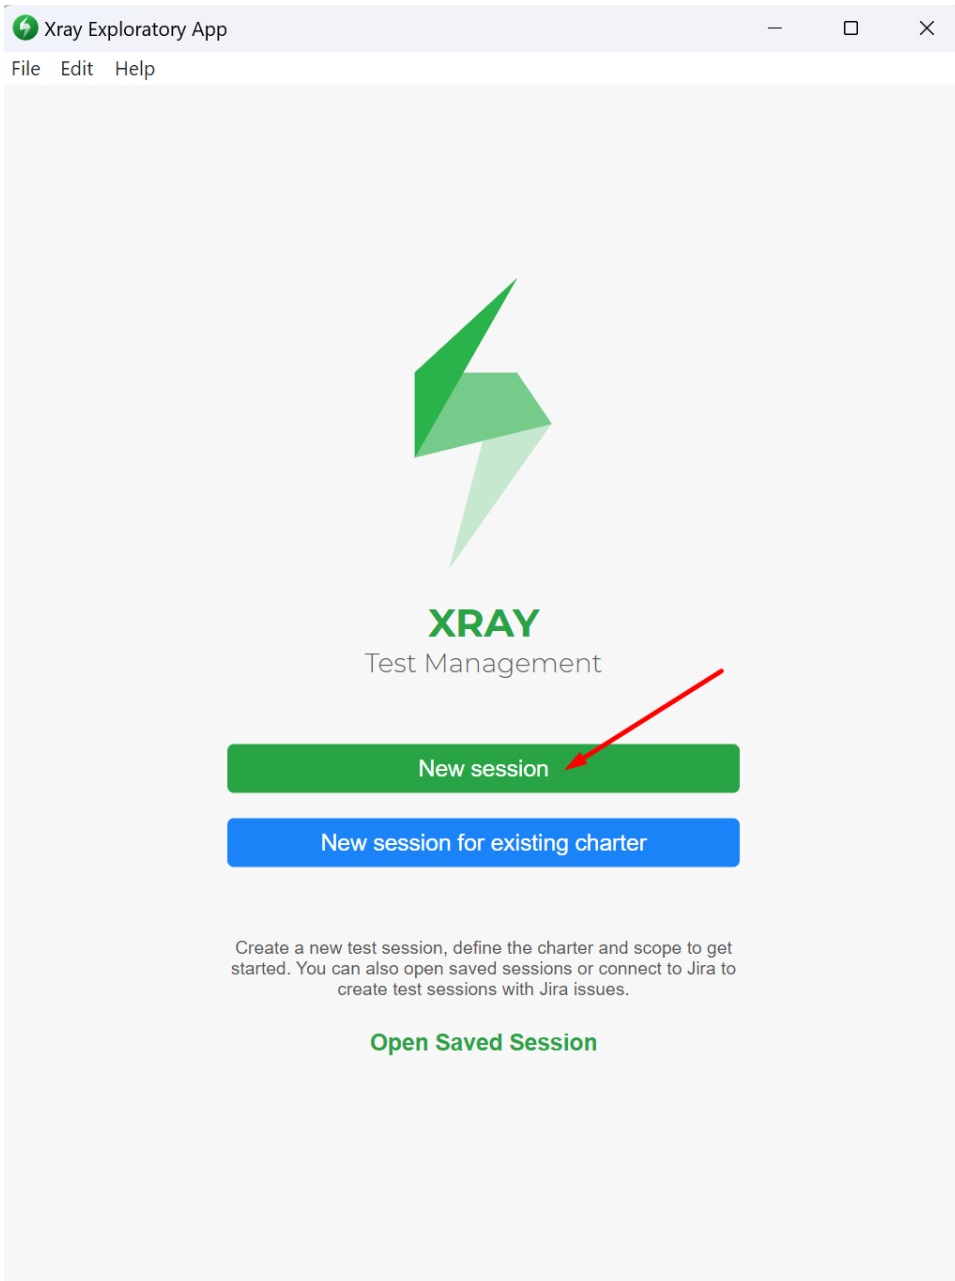 Xray Exploratory App
File Edit Help
XRAY
Test Management
New session
New session for existing charter
Create a new test session, define the charter and scope to get
started. You can also open saved sessions or connect to Jira to
create test sessions with Jira issues.
Open Saved Session